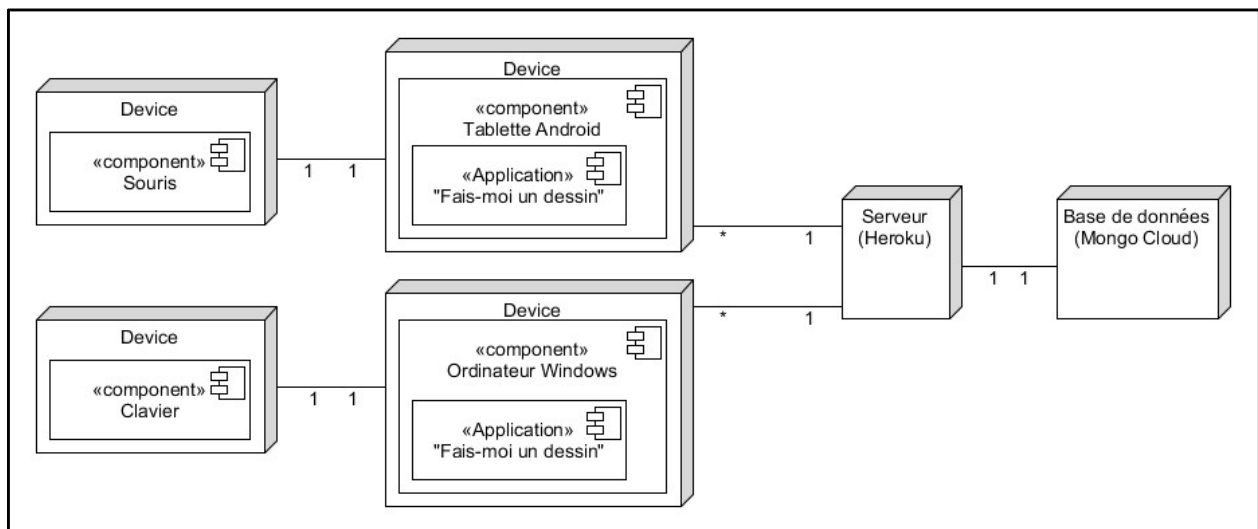 Device
«component»
Souris
1 1
Device
«component»
Tablette Android
«Application»
"Fais-moi un dessin"
* 1
Device
«component»
Clavier
1 1
Device
«component»
Ordinateur Windows
«Application»
"Fais-moi un dessin"
* 1
Serveur
(Heroku)
1 1
Base de données
(Mongo Cloud)